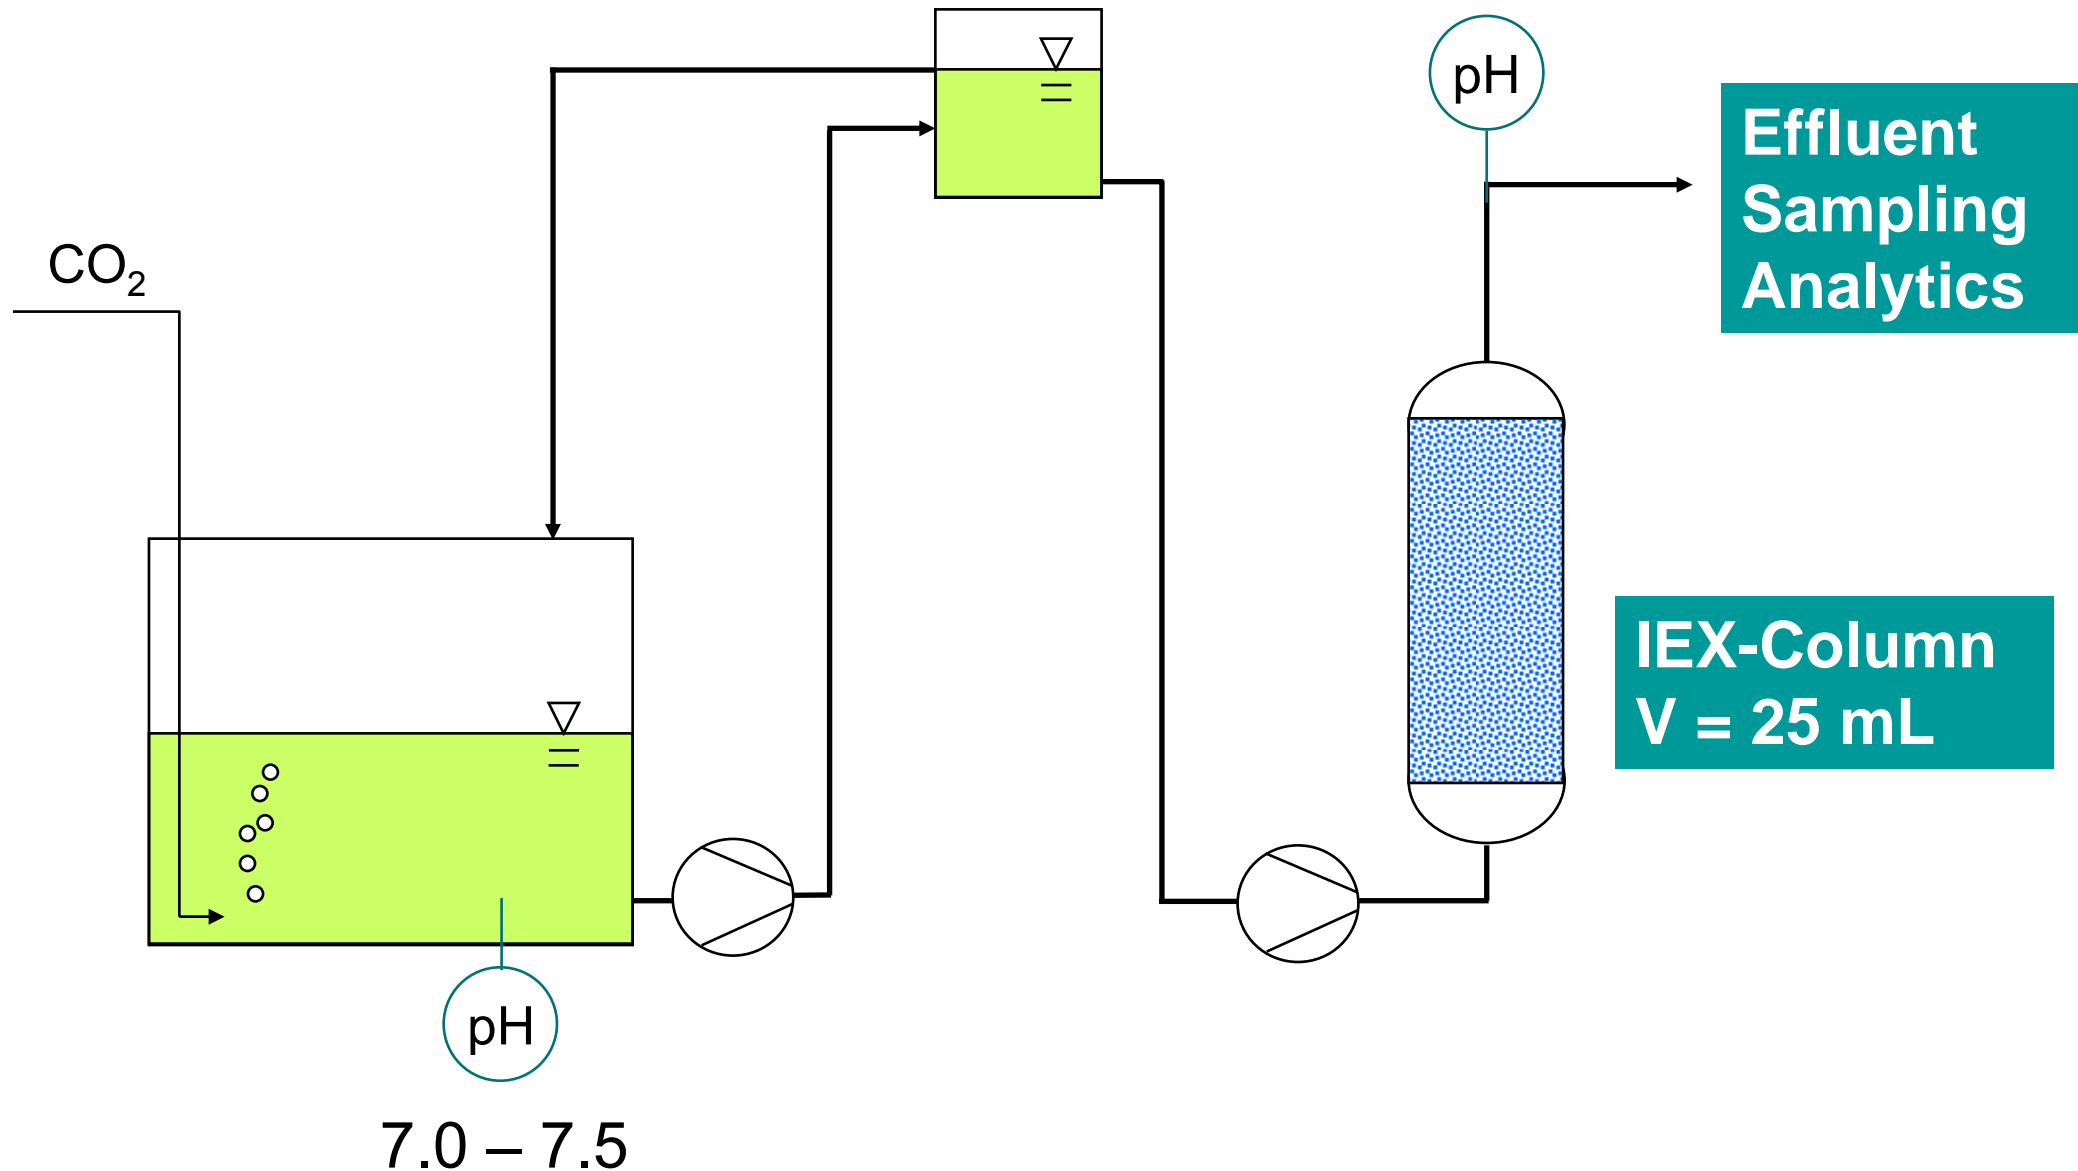 pH
Effluent
Sampling
Analytics
CO₂
IEX-Column
V = 25 mL
pH
7.0 – 7.5